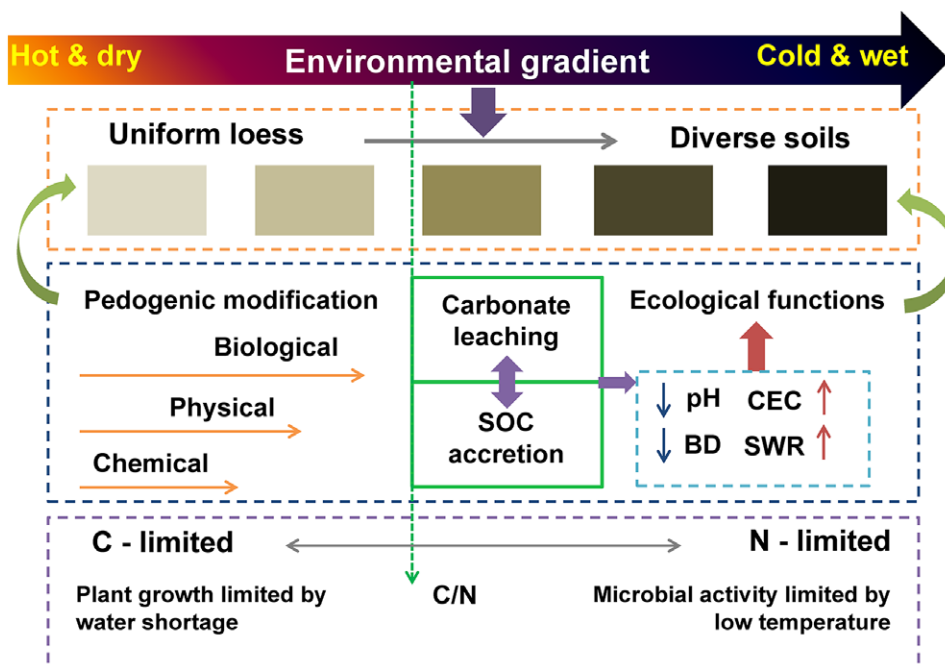 Hot & dry
Environmental gradient
Cold & wet
Uniform loess
Diverse soils
Pedogenic modification
Biological
Physical
Chemical
Carbonate
leaching
SOC
accretion
Ecological functions
pH
CEC
BD
SWR
C - limited
N - limited
Plant growth limited by
water shortage
C/N
Microbial activity limited by
low temperature